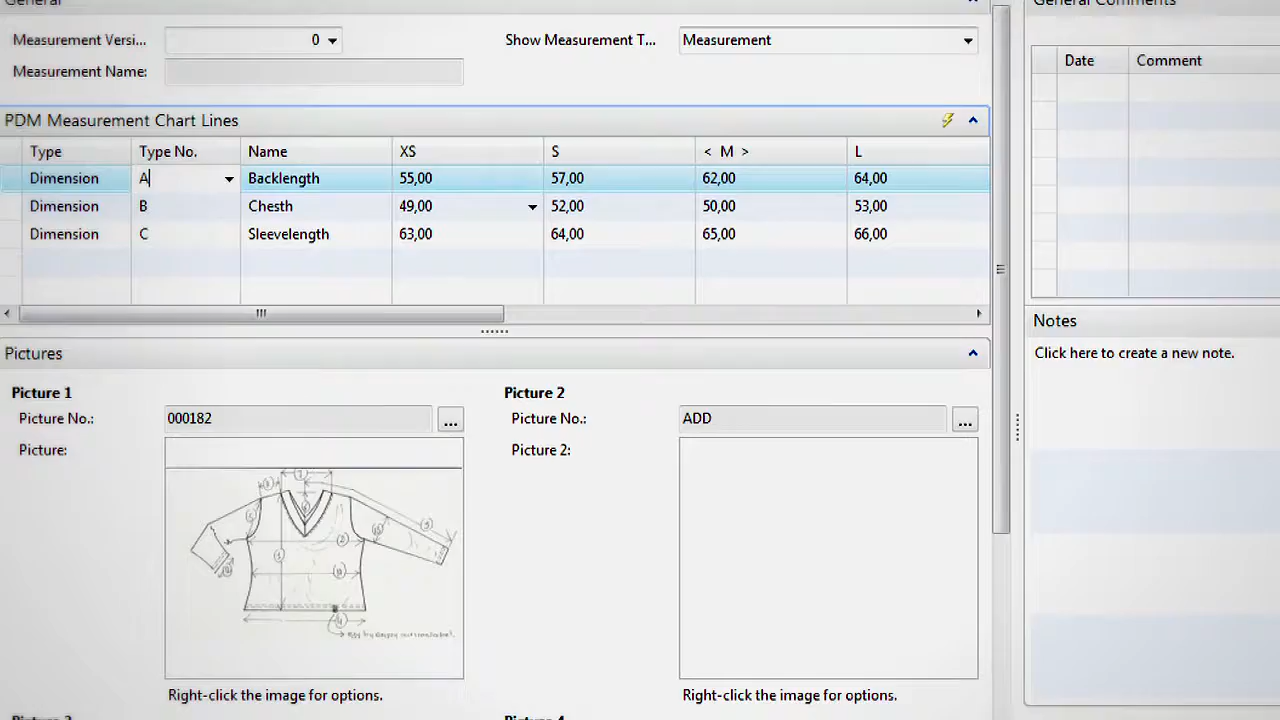 General
General Comments
Measurement Versi... 0
Show Measurement T... Measurement
Measurement Name:
Date Comment
PDM Measurement Chart Lines
Type Type No. Name XS S < M > L
Dimension A Backlength 55,00 57,00 62,00 64,00
Dimension B Chesth 49,00 52,00 50,00 53,00
Dimension C Sleevelength 63,00 64,00 65,00 66,00
Notes
Click here to create a new note.
Pictures
Picture 1
Picture 2
Picture No.: 000182 ...
Picture No.: ADD ...
Picture:
Picture 2:
Right-click the image for options.
Right-click the image for options.
Picture 3
Picture 4